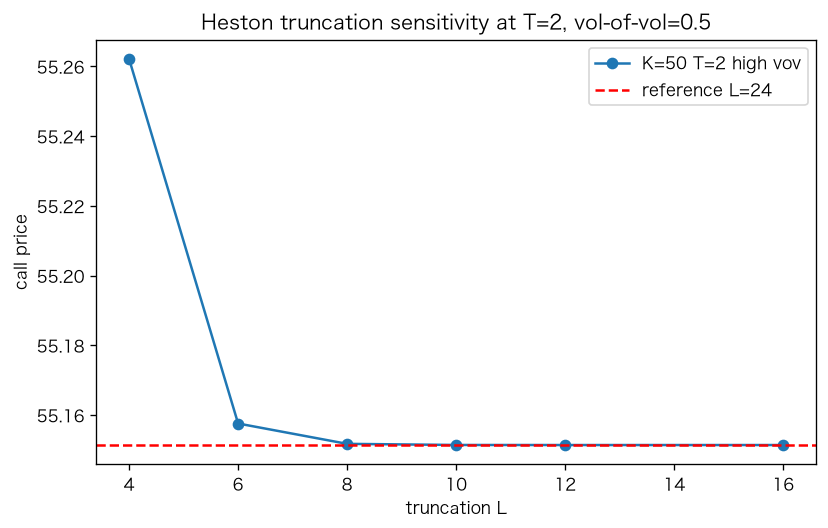 Heston truncation sensitivity at T=2, vol-of-vol=0.5
K=50 T=2 high vov
reference L=24
call price
55.26
55.24
55.22
55.20
55.18
55.16
4 6 8 10 12 14 16
truncation L